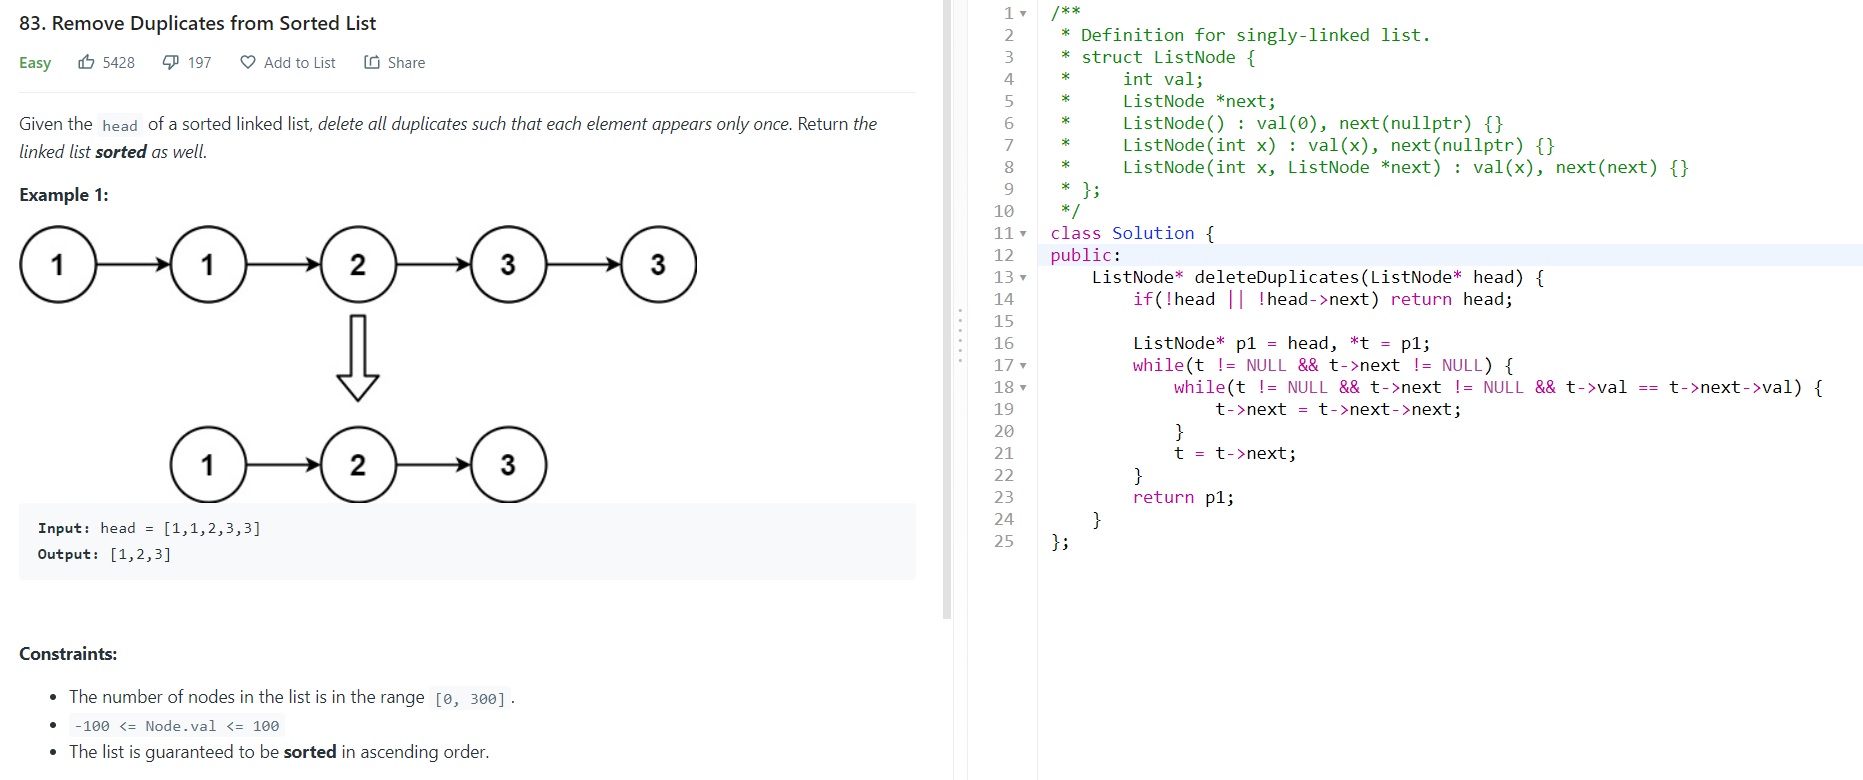 83. Remove Duplicates from Sorted List
Easy 5428 197 Add to List Share
Given the head of a sorted linked list, delete all duplicates such that each element appears only once. Return the
linked list sorted as well.
Example 1:
1 1 2 3 3
1 2 3
Input: head = [1,1,2,3,3]
Output: [1,2,3]
Constraints:
• The number of nodes in the list is in the range [0, 300].
• -100 <= Node.val <= 100
• The list is guaranteed to be sorted in ascending order.
1 /**
2 * Definition for singly-linked list.
3 * struct ListNode {
4 *     int val;
5 *     ListNode *next;
6 *     ListNode() : val(0), next(nullptr) {}
7 *     ListNode(int x) : val(x), next(nullptr) {}
8 *     ListNode(int x, ListNode *next) : val(x), next(next) {}
9 * };
10 */
11 class Solution {
12 public:
13     ListNode* deleteDuplicates(ListNode* head) {
14         if(!head || !head->next) return head;
15
16         ListNode* p1 = head, *t = p1;
17         while(t != NULL && t->next != NULL) {
18             while(t != NULL && t->next != NULL && t->val == t->next->val) {
19                 t->next = t->next->next;
20             }
21             t = t->next;
22         }
23         return p1;
24     }
25 };